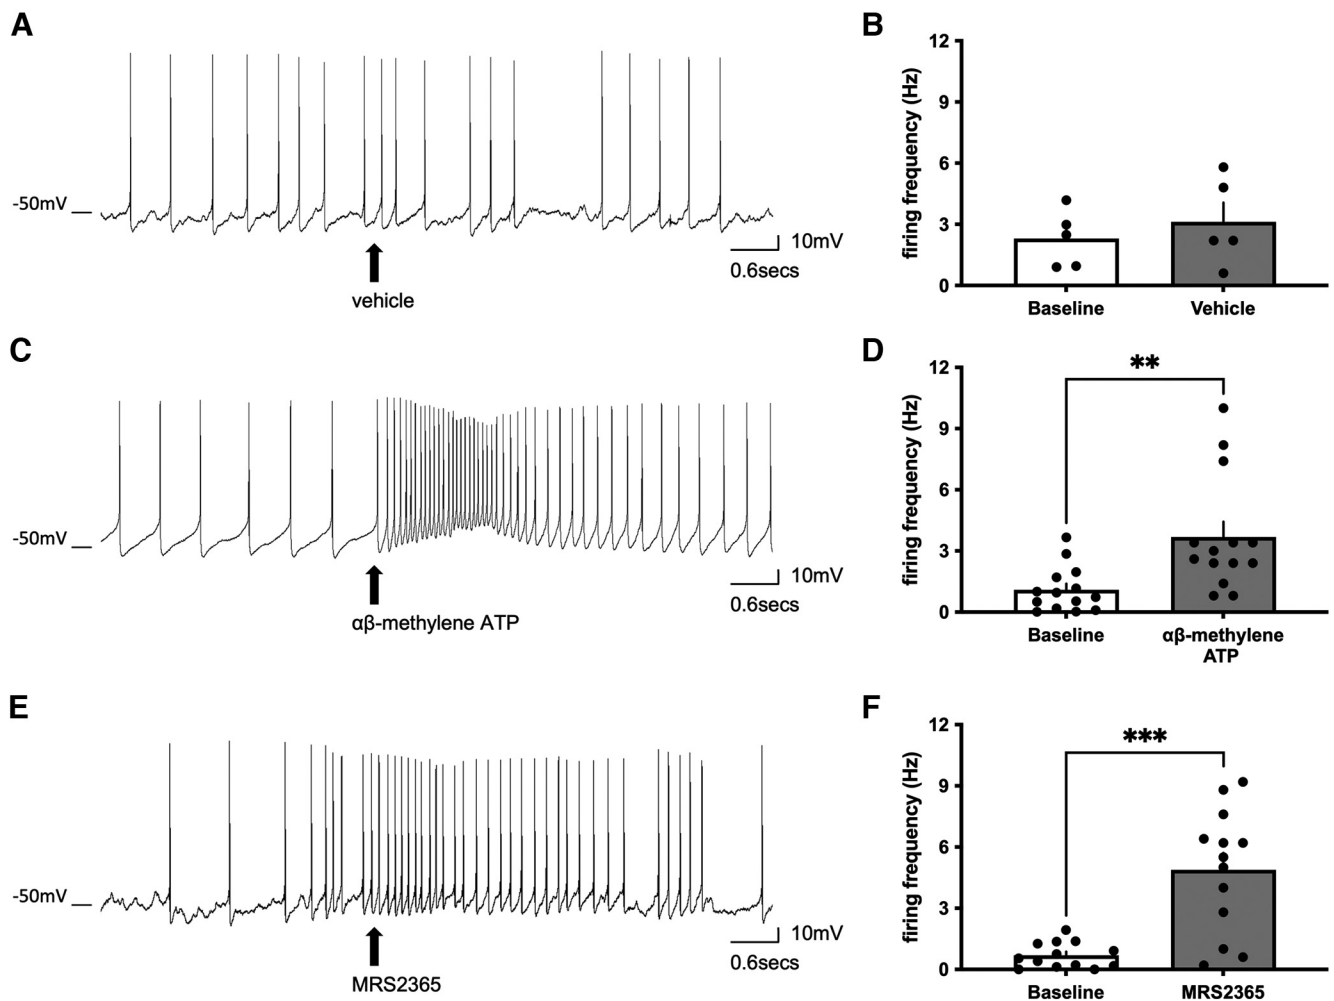 A
-50mV
10mV
0.6secs
vehicle
B
firing frequency (Hz)
12
9
6
3
0
Baseline
Vehicle
C
-50mV
10mV
0.6secs
αβ-methylene ATP
D
**
firing frequency (Hz)
12
9
6
3
0
Baseline
αβ-methylene
ATP
E
-50mV
10mV
0.6secs
MRS2365
F
***
firing frequency (Hz)
12
9
6
3
0
Baseline
MRS2365